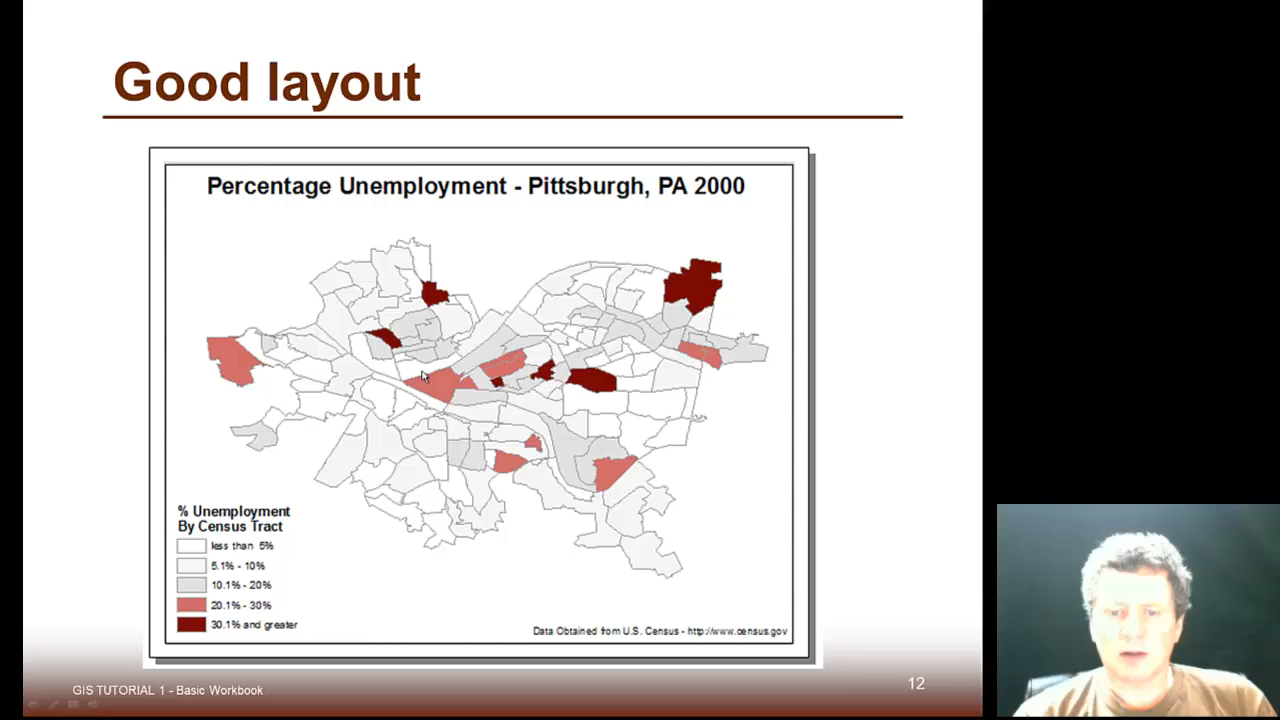 Good layout
Percentage Unemployment - Pittsburgh, PA 2000
% Unemployment
By Census Tract
less than 5%
5.1% - 10%
10.1% - 20%
20.1% - 30%
30.1% and greater
Data Obtained from U.S. Census - http://www.census.gov
GIS TUTORIAL 1 - Basic Workbook
12